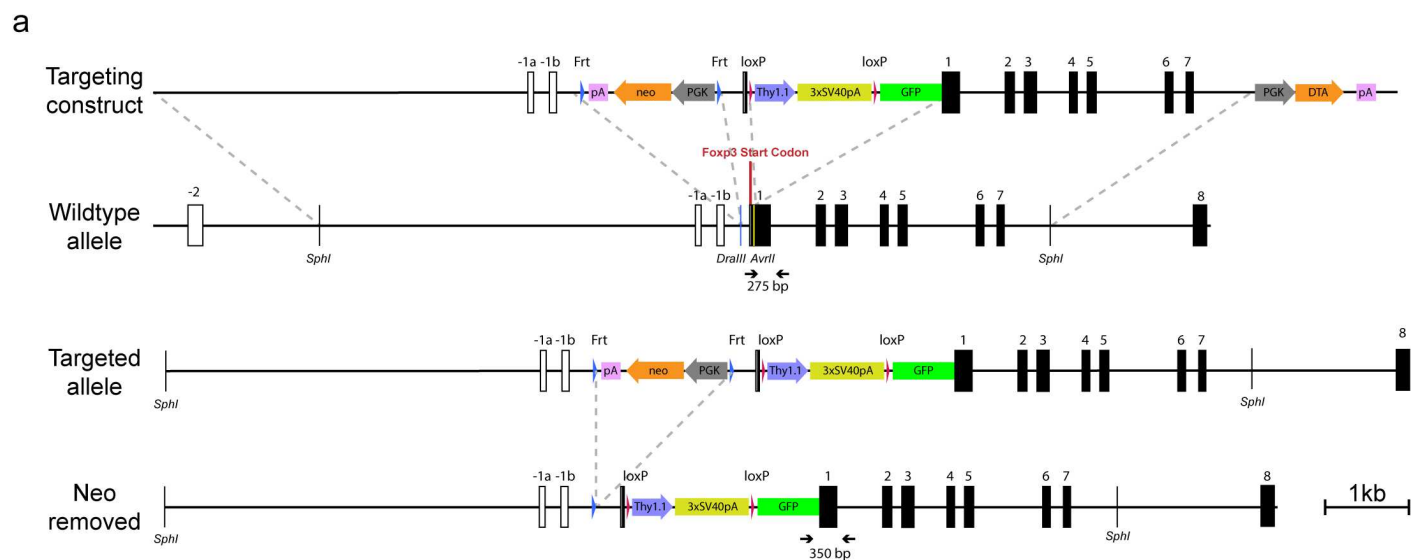 a
Targeting construct
-1a -1b Frt pA neo PGK Frt loxP Thy1.1 3xSV40pA loxP GFP 1 2 3 4 5 6 7 PGK DTA pA
Foxp3 Start Codon
Wildtype allele
-2 SphI -1a -1b DraIII AvrII 1 2 3 4 5 6 7 SphI 8
275 bp
Targeted allele
SphI -1a -1b Frt pA neo PGK Frt loxP Thy1.1 3xSV40pA loxP GFP 1 2 3 4 5 6 7 SphI 8
Neo removed
SphI -1a -1b loxP Thy1.1 3xSV40pA loxP GFP 1 2 3 4 5 6 7 SphI 8
350 bp
1kb